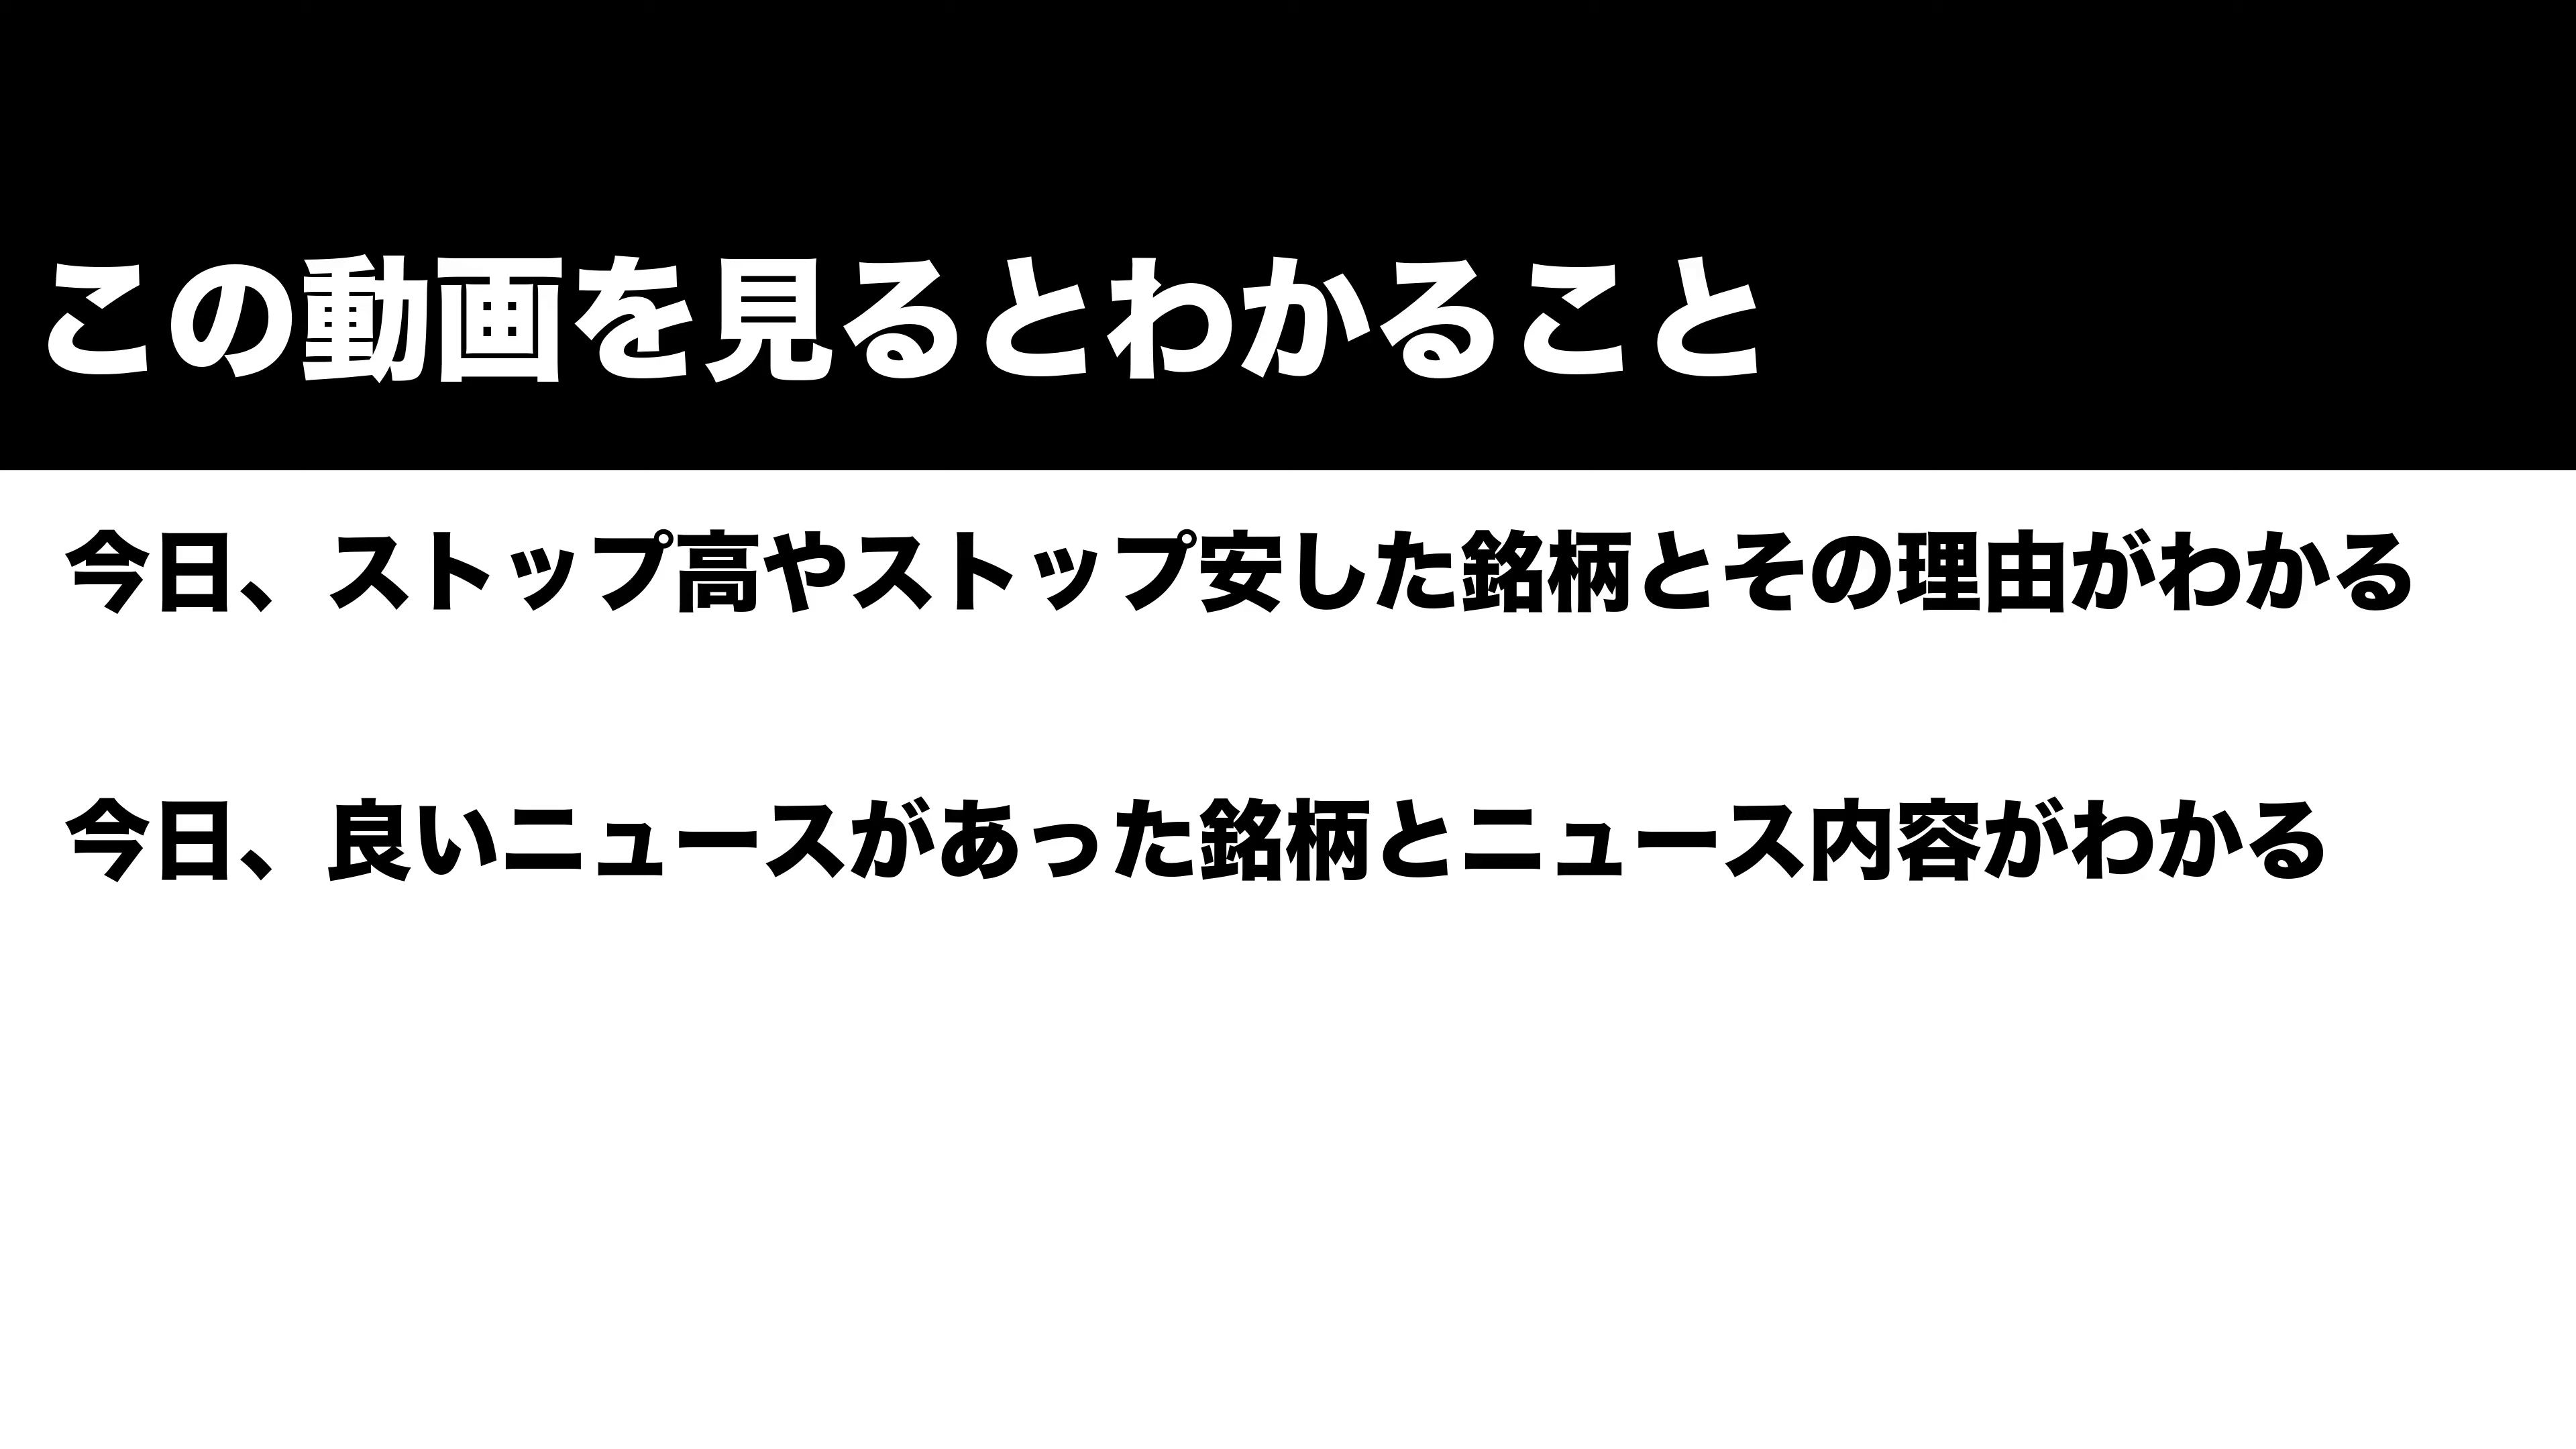 この動画を見るとわかること
今日、ストップ高やストップ安した銘柄とその理由がわかる
今日、良いニュースがあった銘柄とニュース内容がわかる